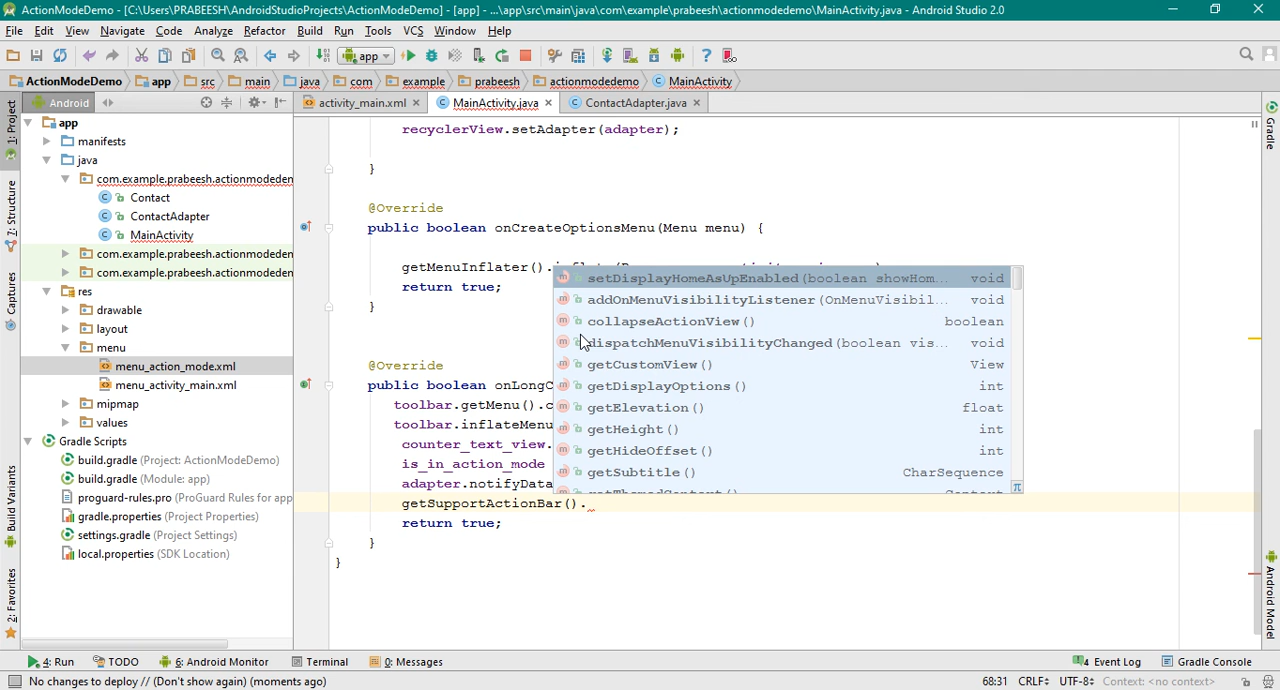 ActionModeDemo - [C:\Users\PRABEESH\AndroidStudioProjects\ActionModeDemo] - [app] - ...\app\src\main\java\com\example\prabeesh\actionmodedemo\MainActivity.java - Android Studio 2.0
File Edit View Navigate Code Analyze Refactor Build Run Tools VCS Window Help
app
ActionModeDemo app src main java com example prabeesh actionmodedemo MainActivity
1: Project
Android
activity_main.xml
MainActivity.java
ContactAdapter.java
Gradle
app
manifests
java
com.example.prabeesh.actionmodeden
Contact
ContactAdapter
MainActivity
com.example.prabeesh.actionmodeden
com.example.prabeesh.actionmodeden
res
drawable
layout
menu
menu_action_mode.xml
menu_activity_main.xml
mipmap
values
Gradle Scripts
build.gradle (Project: ActionModeDemo)
build.gradle (Module: app)
proguard-rules.pro (ProGuard Rules for app
gradle.properties (Project Properties)
settings.gradle (Project Settings)
local.properties (SDK Location)
7: Structure
Captures
Build Variants
2: Favorites
recyclerView.setAdapter(adapter);
}
@Override
public boolean onCreateOptionsMenu(Menu menu) {
getMenuInflater().
return true;
}
@Override
public boolean onLongC
toolbar.getMenu().c
toolbar.inflateMenu
counter_text_view.
is_in_action_mode
adapter.notifyData
getSupportActionBar().
return true;
}
}
setDisplayHomeAsUpEnabled(boolean showHom... void
addOnMenuVisibilityListener(OnMenuVisibil... void
collapseActionView() boolean
dispatchMenuVisibilityChanged(boolean vis... void
getCustomView() View
getDisplayOptions() int
getElevation() float
getHeight() int
getHideOffset() int
getSubtitle() CharSequence
π
Android Model
4: Run TODO 6: Android Monitor Terminal 0: Messages 4 Event Log Gradle Console
No changes to deploy // (Don't show again) (moments ago) 68:31 CRLF UTF-8 Context: <no context>